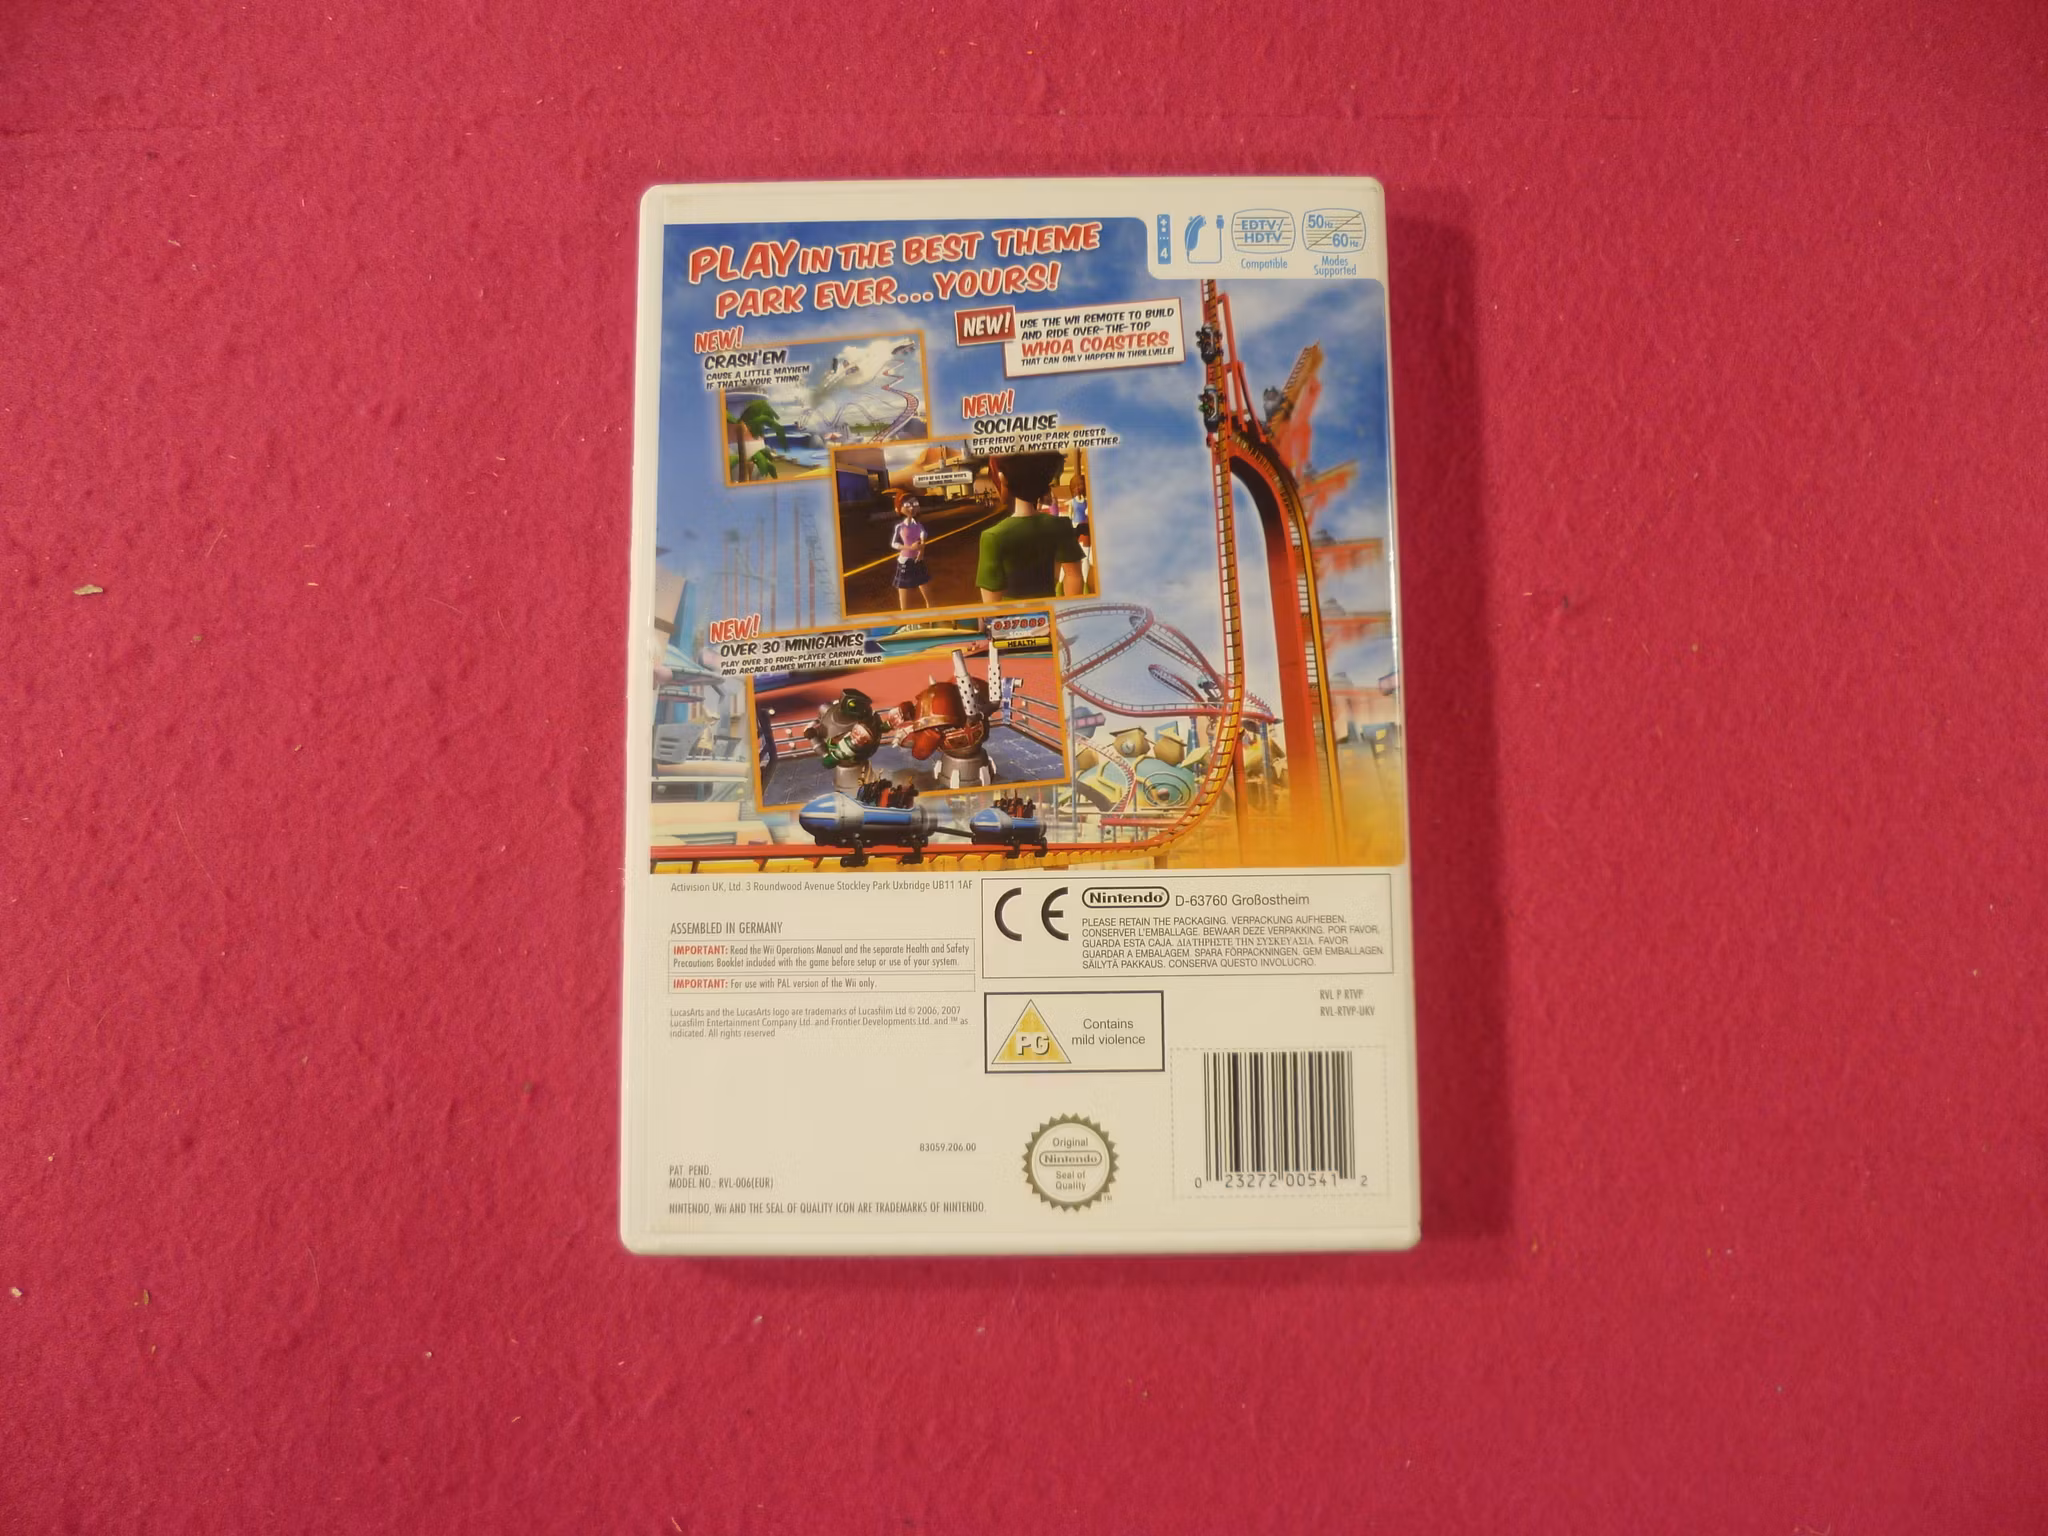 PLAY IN THE BEST THEME
PARK EVER...YOURS!
4
EDTV/
HDTV
Compatible
50Hz
60Hz
Modes
Supported
NEW!
CRASH'EM
CAUSE A LITTLE MAYHEM
IF THAT'S YOUR THING
NEW!
USE THE WII REMOTE TO BUILD
AND RIDE OVER-THE-TOP
WHOA COASTERS
THAT CAN ONLY HAPPEN IN THRILLVILLE!
NEW!
SOCIALISE
BEFRIEND YOUR PARK GUESTS
TO SOLVE A MYSTERY TOGETHER.
NEW!
OVER 30 MINIGAMES
PLAY OVER 30 FOUR-PLAYER CARNIVAL
AND ARCADE GAMES WITH 14 ALL NEW ONES.
037889
HEALTH
Activision UK, Ltd. 3 Roundwood Avenue Stockley Park Uxbridge UB11 1AF
ASSEMBLED IN GERMANY
IMPORTANT: Read the Wii Operations Manual and the separate Health and Safety
Precautions Booklet included with the game before setup or use of your system.
IMPORTANT: For use with PAL version of the Wii only.
LucasArts and the LucasArts logo are trademarks of Lucasfilm Ltd © 2006, 2007
Lucasfilm Entertainment Company Ltd. and Frontier Developments Ltd. and ™ as
indicated. All rights reserved
CE
Nintendo D-63760 Großostheim
PLEASE RETAIN THE PACKAGING. VERPACKUNG AUFHEBEN.
CONSERVER L'EMBALLAGE. BEWAAR DEZE VERPAKKING. POR FAVOR,
GUARDA ESTA CAJA. ΔΙΑΤΗΡΗΣΤΕ ΤΗΝ ΣΥΣΚΕΥΑΣΙΑ. FAVOR
GUARDAR A EMBALAGEM. SPARA FÖRPACKNINGEN. GEM EMBALLAGEN.
SÄILYTÄ PAKKAUS. CONSERVA QUESTO INVOLUCRO.
PG
Contains
mild violence
RVL P RTVP
RVL-RTVP-UKV
83059.206.00
PAT PEND.
MODEL NO.: RVL-006(EUR)
NINTENDO, Wii AND THE SEAL OF QUALITY ICON ARE TRADEMARKS OF NINTENDO.
Original
Nintendo
Seal of
Quality
TM
0 23272 00541 2